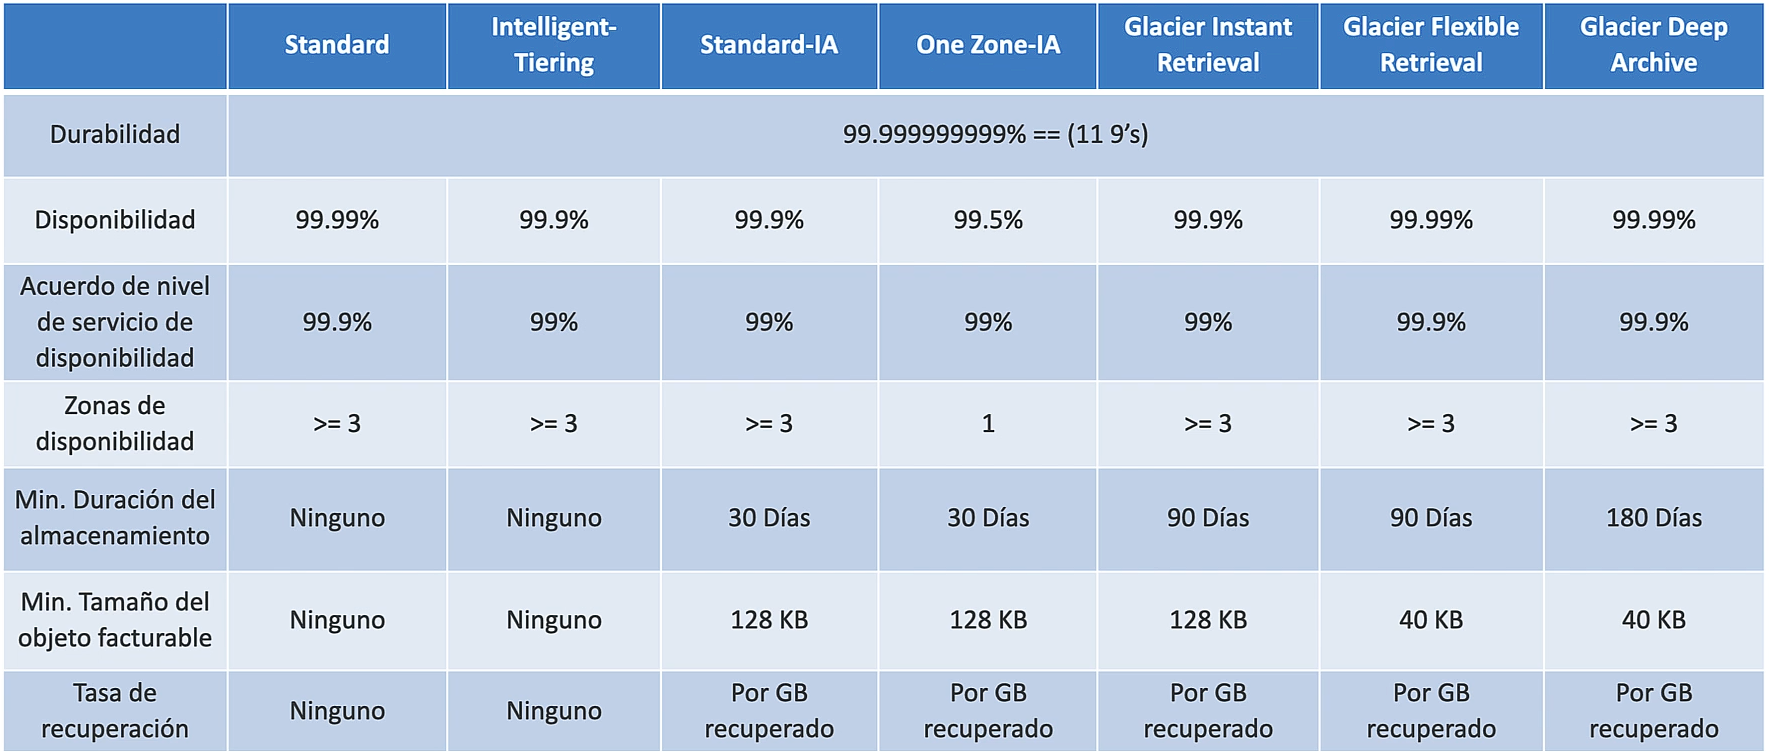 Standard
Intelligent-
Tiering
Standard-IA
One Zone-IA
Glacier Instant
Retrieval
Glacier Flexible
Retrieval
Glacier Deep
Archive
Durabilidad
99.999999999% == (11 9’s)
Disponibilidad
99.99%
99.9%
99.9%
99.5%
99.9%
99.99%
99.99%
Acuerdo de nivel
de servicio de
disponibilidad
99.9%
99%
99%
99%
99%
99.9%
99.9%
Zonas de
disponibilidad
>= 3
>= 3
>= 3
1
>= 3
>= 3
>= 3
Min. Duración del
almacenamiento
Ninguno
Ninguno
30 Días
30 Días
90 Días
90 Días
180 Días
Min. Tamaño del
objeto facturable
Ninguno
Ninguno
128 KB
128 KB
128 KB
40 KB
40 KB
Tasa de
recuperación
Ninguno
Ninguno
Por GB
recuperado
Por GB
recuperado
Por GB
recuperado
Por GB
recuperado
Por GB
recuperado